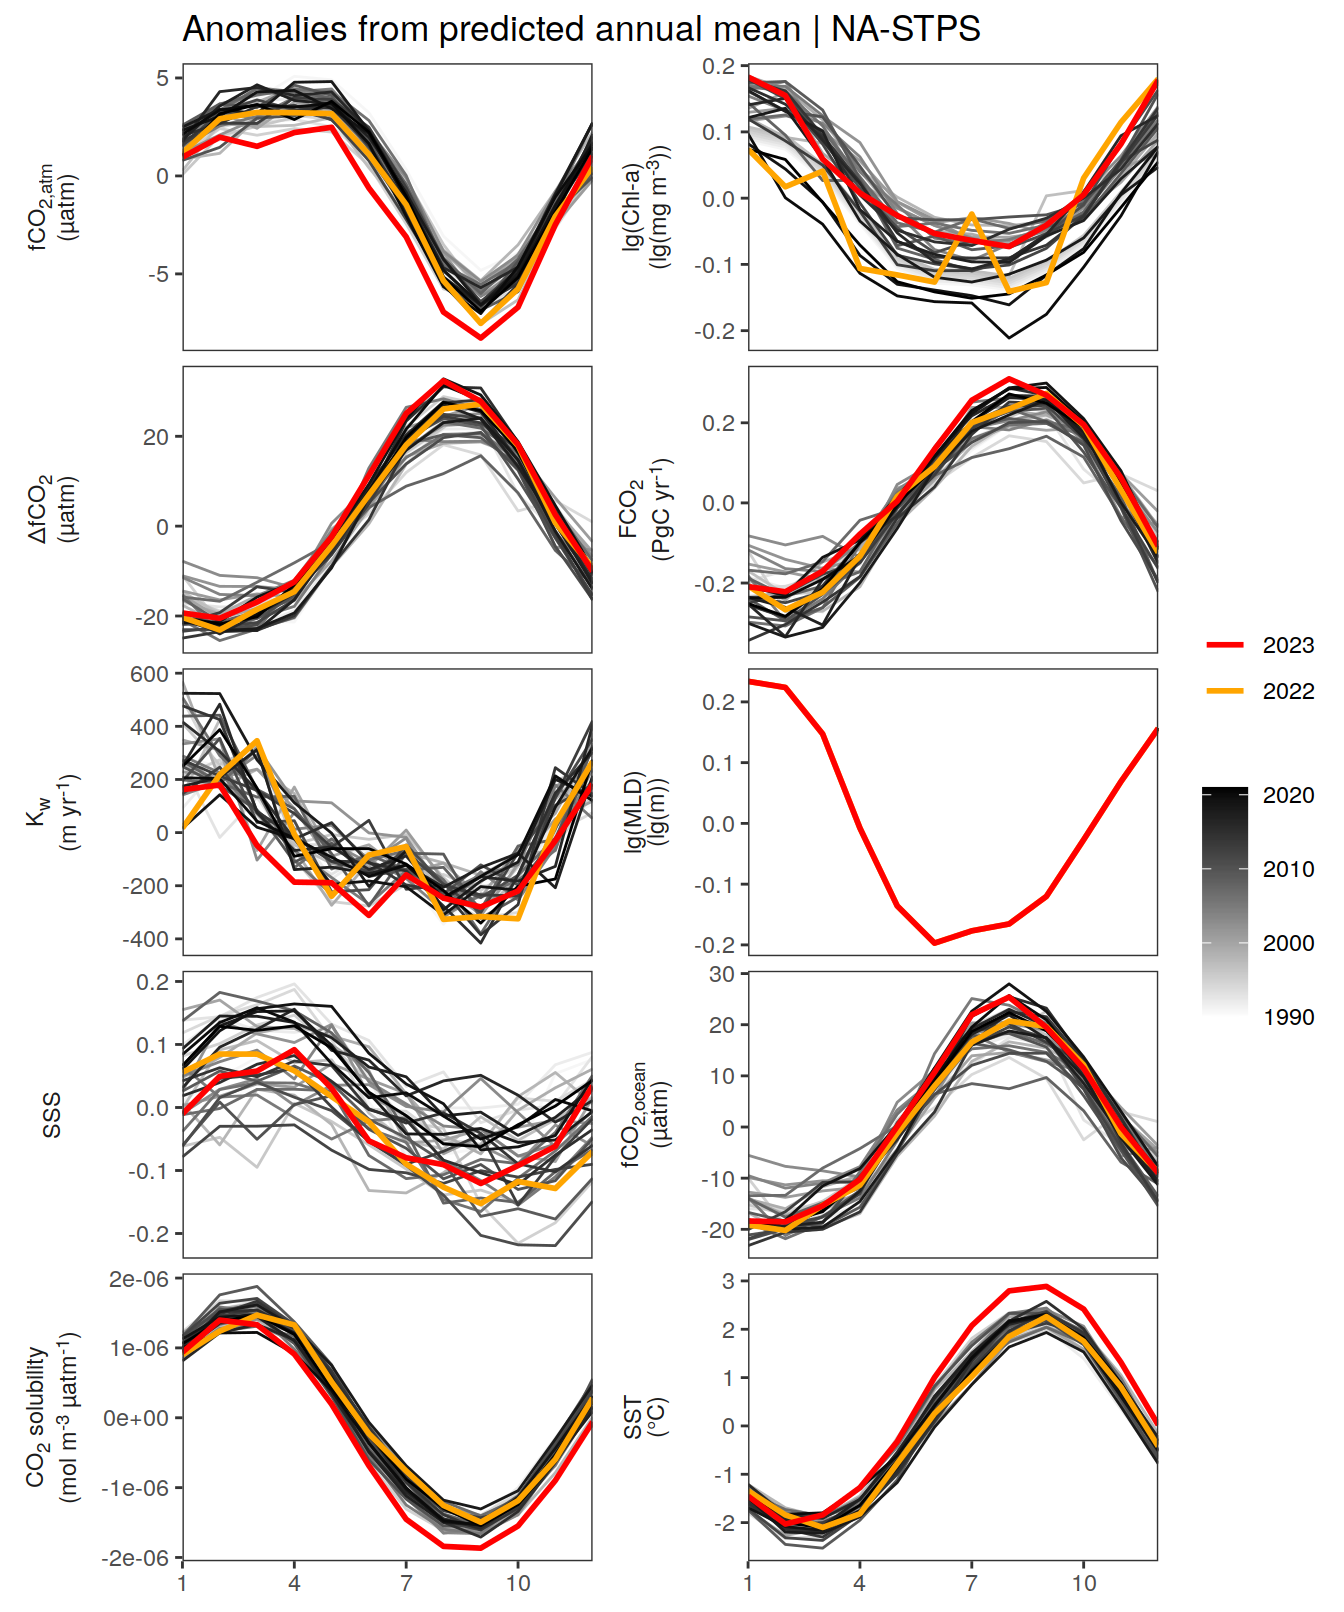 Anomalies from predicted annual mean | NA-STPS
fCO2,atm
(µatm)
5
0
-5
lg(Chl-a)
(lg(mg m-3))
0.2
0.1
0.0
-0.1
-0.2
ΔfCO2
(µatm)
20
0
-20
FCO2
(PgC yr-1)
0.2
0.0
-0.2
Kw
(m yr-1)
600
400
200
0
-200
-400
lg(MLD)
(lg(m))
0.2
0.1
0.0
-0.1
-0.2
SSS
0.2
0.1
0.0
-0.1
-0.2
fCO2,ocean
(µatm)
30
20
10
0
-10
-20
CO2 solubility
(mol m-3 µatm-1)
2e-06
1e-06
0e+00
-1e-06
-2e-06
1 4 7 10
SST
(°C)
3
2
1
0
-1
-2
1 4 7 10
2023
2022
2020
2010
2000
1990